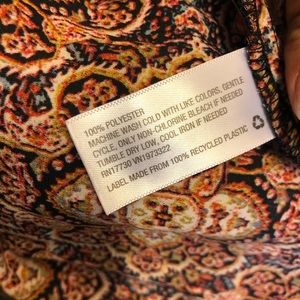 100% POLYESTER
MACHINE WASH COLD WITH LIKE COLORS, GENTLE
CYCLE, ONLY NON-CHLORINE BLEACH IF NEEDED
TUMBLE DRY LOW, COOL IRON IF NEEDED
RN17730 VN1973322
LABEL MADE FROM 100% RECYCLED PLASTIC